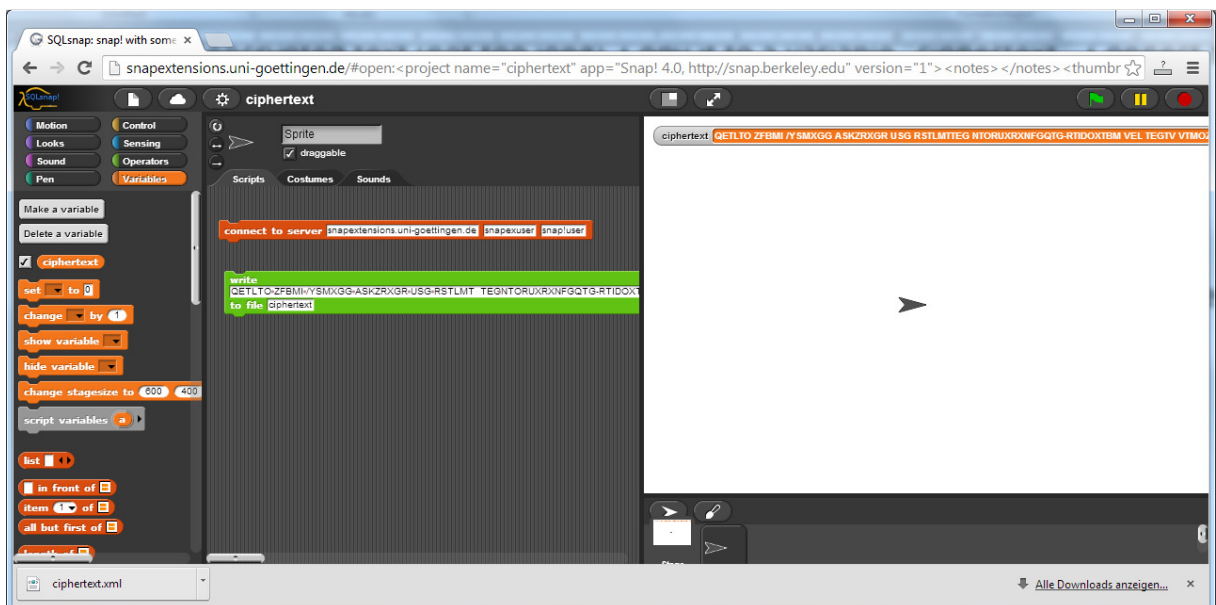 SQLsnap: snap! with some
snapextensions.uni-goettingen.de/#open:<project name="ciphertext" app="Snap! 4.0, http://snap.berkeley.edu" version="1"><notes></notes><thumbr
SQLsnap!
ciphertext
Motion
Control
Looks
Sensing
Sound
Operators
Pen
Variables
Make a variable
Delete a variable
ciphertext
set to 0
change by 1
show variable
hide variable
change stagesize to 600 400
script variables a
list
in front of
item 1 of
all but first of
length of
Sprite
draggable
Scripts Costumes Sounds
connect to server snapextensions.uni-goettingen.de snapexuser snap!user
write
QETLTO-ZFBMI-/YSMXGG-ASKZRXGR-USG-RSTLMT TEGNTORUXRXNFGQTG-RTIDOXT
to file ciphertext
ciphertext QETLTO ZFBMI /YSMXGG ASKZRXGR USG RSTLMTTEG NTORUXRXNFGQTG-RTIDOXTBM VEL TEGTV VTMOZ
Stage
ciphertext.xml
Alle Downloads anzeigen...